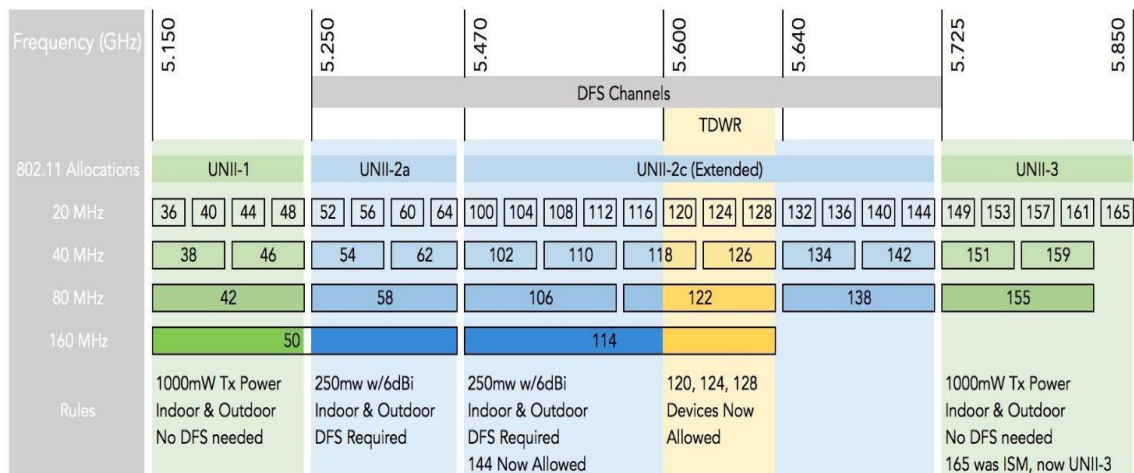 Frequency (GHz)
5.150
5.250
5.470
5.600
5.640
5.725
5.850
DFS Channels
TDWR
802.11 Allocations UNII-1 UNII-2a UNII-2c (Extended) UNII-3
20 MHz 36 40 44 48 52 56 60 64 100 104 108 112 116 120 124 128 132 136 140 144 149 153 157 161 165
40 MHz 38 46 54 62 102 110 118 126 134 142 151 159
80 MHz 42 58 106 122 138 155
160 MHz 50 114
Rules
1000mW Tx Power
Indoor & Outdoor
No DFS needed
250mw w/6dBi
Indoor & Outdoor
DFS Required
250mw w/6dBi
Indoor & Outdoor
DFS Required
144 Now Allowed
120, 124, 128
Devices Now
Allowed
1000mW Tx Power
Indoor & Outdoor
No DFS needed
165 was ISM, now UNII-3